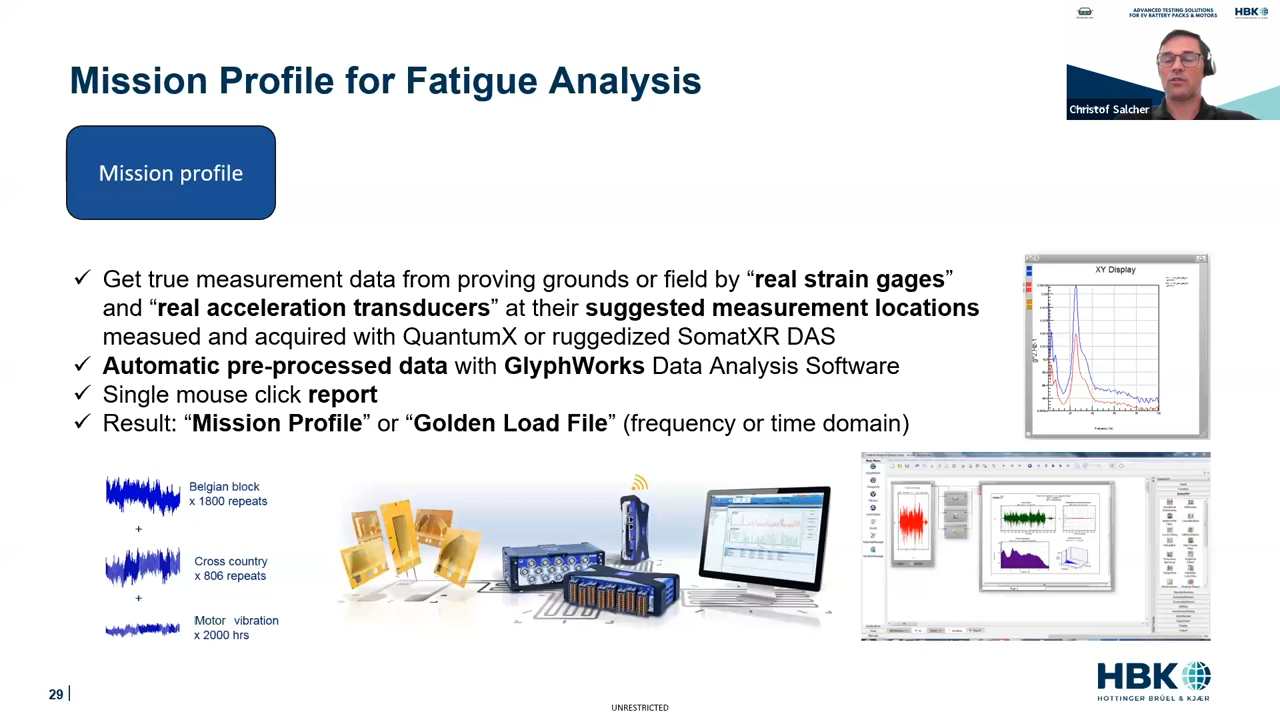 ADVANCED TESTING SOLUTIONS
FOR EV BATTERY PACKS & MOTORS
HBK
Christof Salcher
Mission Profile for Fatigue Analysis
Mission profile
✓ Get true measurement data from proving grounds or field by “real strain gages”
and “real acceleration transducers” at their suggested measurement locations
measued and acquired with QuantumX or ruggedized SomatXR DAS
✓ Automatic pre-processed data with GlyphWorks Data Analysis Software
✓ Single mouse click report
✓ Result: “Mission Profile” or “Golden Load File” (frequency or time domain)
XY Display
Belgian block
x 1800 repeats
+
Cross country
x 806 repeats
+
Motor vibration
x 2000 hrs
29
UNRESTRICTED
HBK
HOTTINGER BRÜEL & KJÆR